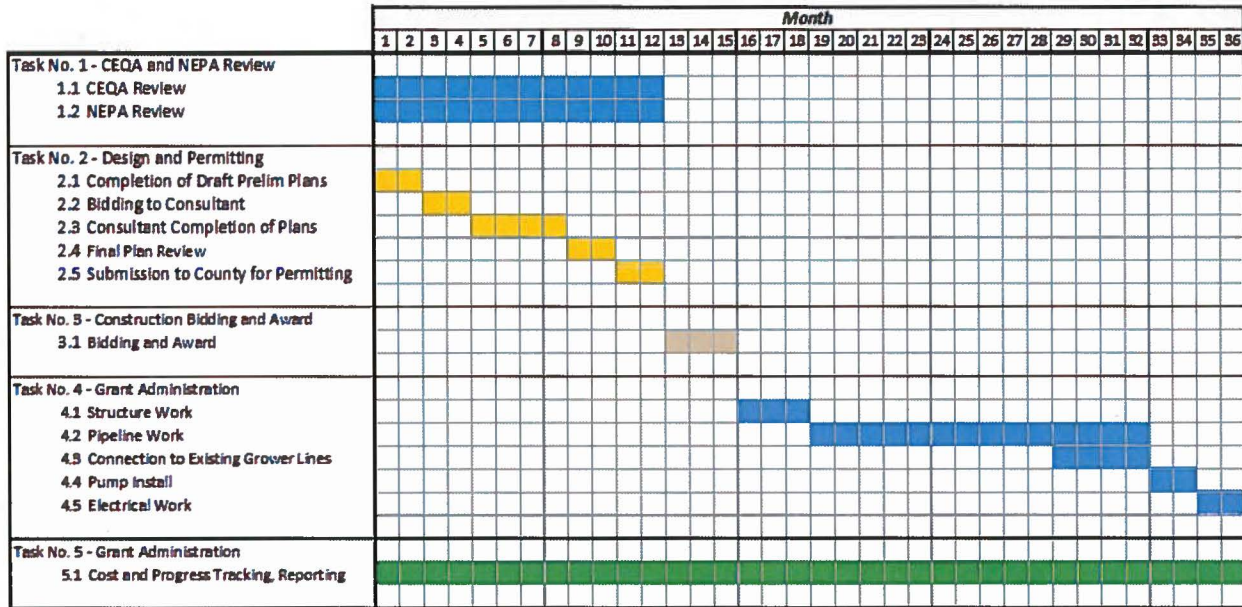 Month
1 2 3 4 5 6 7 8 9 10 11 12 13 14 15 16 17 18 19 20 21 22 23 24 25 26 27 28 29 30 31 32 33 34 35 36
Task No. 1 - CEQA and NEPA Review
1.1 CEQA Review
1.2 NEPA Review
Task No. 2 - Design and Permitting
2.1 Completion of Draft Prelim Plans
2.2 Bidding to Consultant
2.3 Consultant Completion of Plans
2.4 Final Plan Review
2.5 Submission to County for Permitting
Task No. 3 - Construction Bidding and Award
3.1 Bidding and Award
Task No. 4 - Grant Administration
4.1 Structure Work
4.2 Pipeline Work
4.3 Connection to Existing Grower Lines
4.4 Pump Install
4.5 Electrical Work
Task No. 5 - Grant Administration
5.1 Cost and Progress Tracking, Reporting